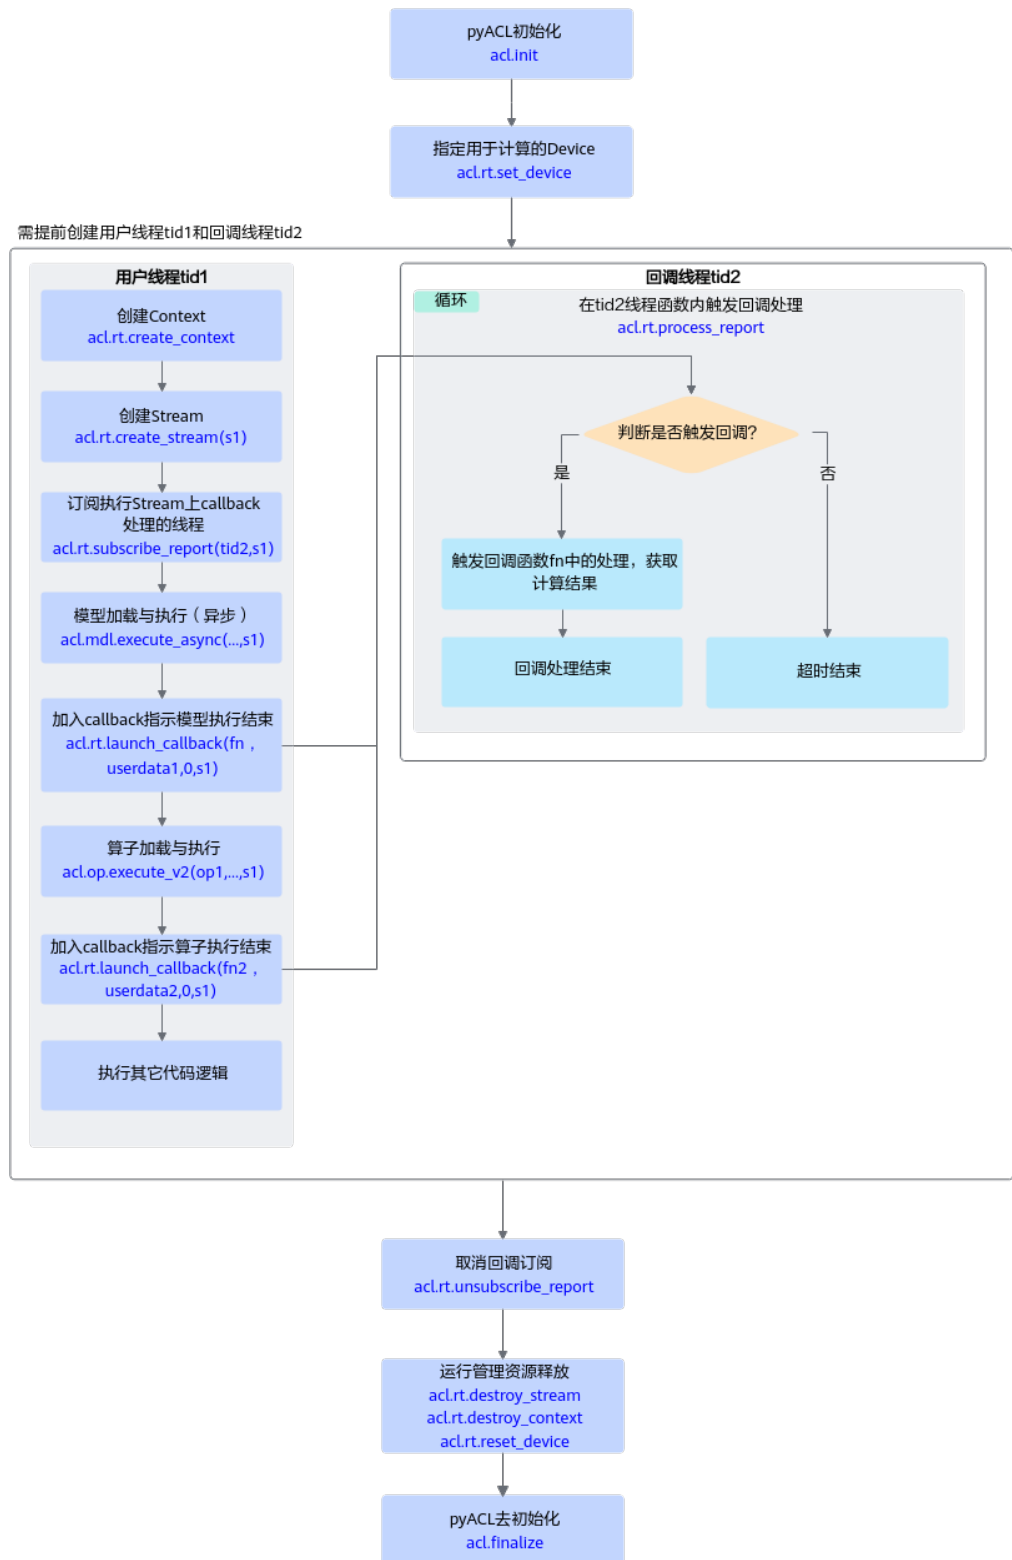 pyACL初始化
acl.init
指定用于计算的Device
acl.rt.set_device
需提前创建用户线程tid1和回调线程tid2
用户线程tid1
创建Context
acl.rt.create_context
创建Stream
acl.rt.create_stream(s1)
订阅执行Stream上callback
处理的线程
acl.rt.subscribe_report(tid2,s1)
模型加载与执行（异步）
acl.mdl.execute_async(...,s1)
加入callback指示模型执行结束
acl.rt.launch_callback(fn，
userdata1,0,s1)
算子加载与执行
acl.op.execute_v2(op1,...,s1)
加入callback指示算子执行结束
acl.rt.launch_callback(fn2，
userdata2,0,s1)
执行其它代码逻辑
回调线程tid2
循环
在tid2线程函数内触发回调处理
acl.rt.process_report
判断是否触发回调?
是
否
触发回调函数fn中的处理，获取
计算结果
回调处理结束
超时结束
取消回调订阅
acl.rt.unsubscribe_report
运行管理资源释放
acl.rt.destroy_stream
acl.rt.destroy_context
acl.rt.reset_device
pyACL去初始化
acl.finalize